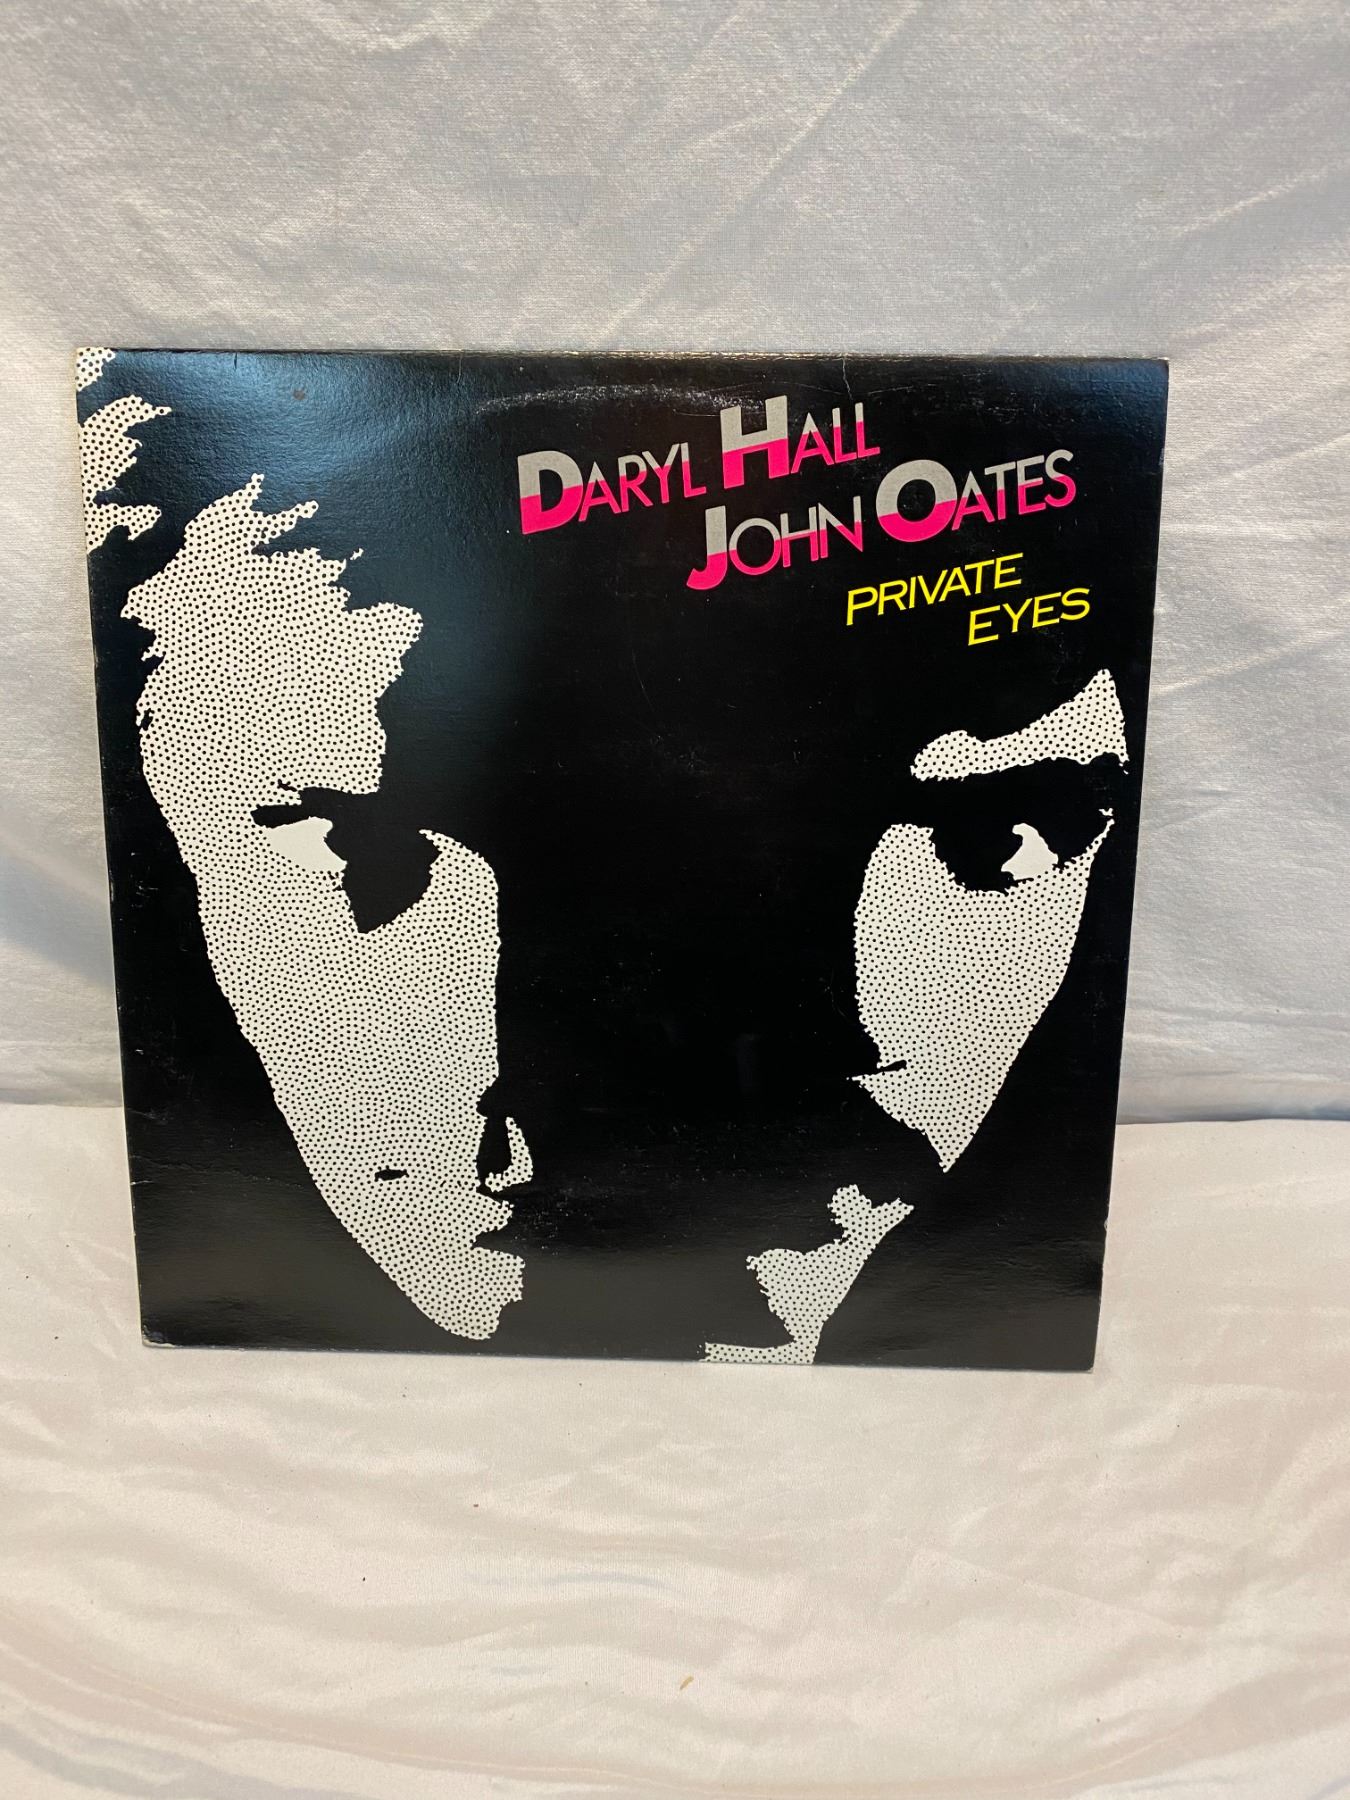 DARYL HALL
JOHN OATES
PRIVATE
EYES